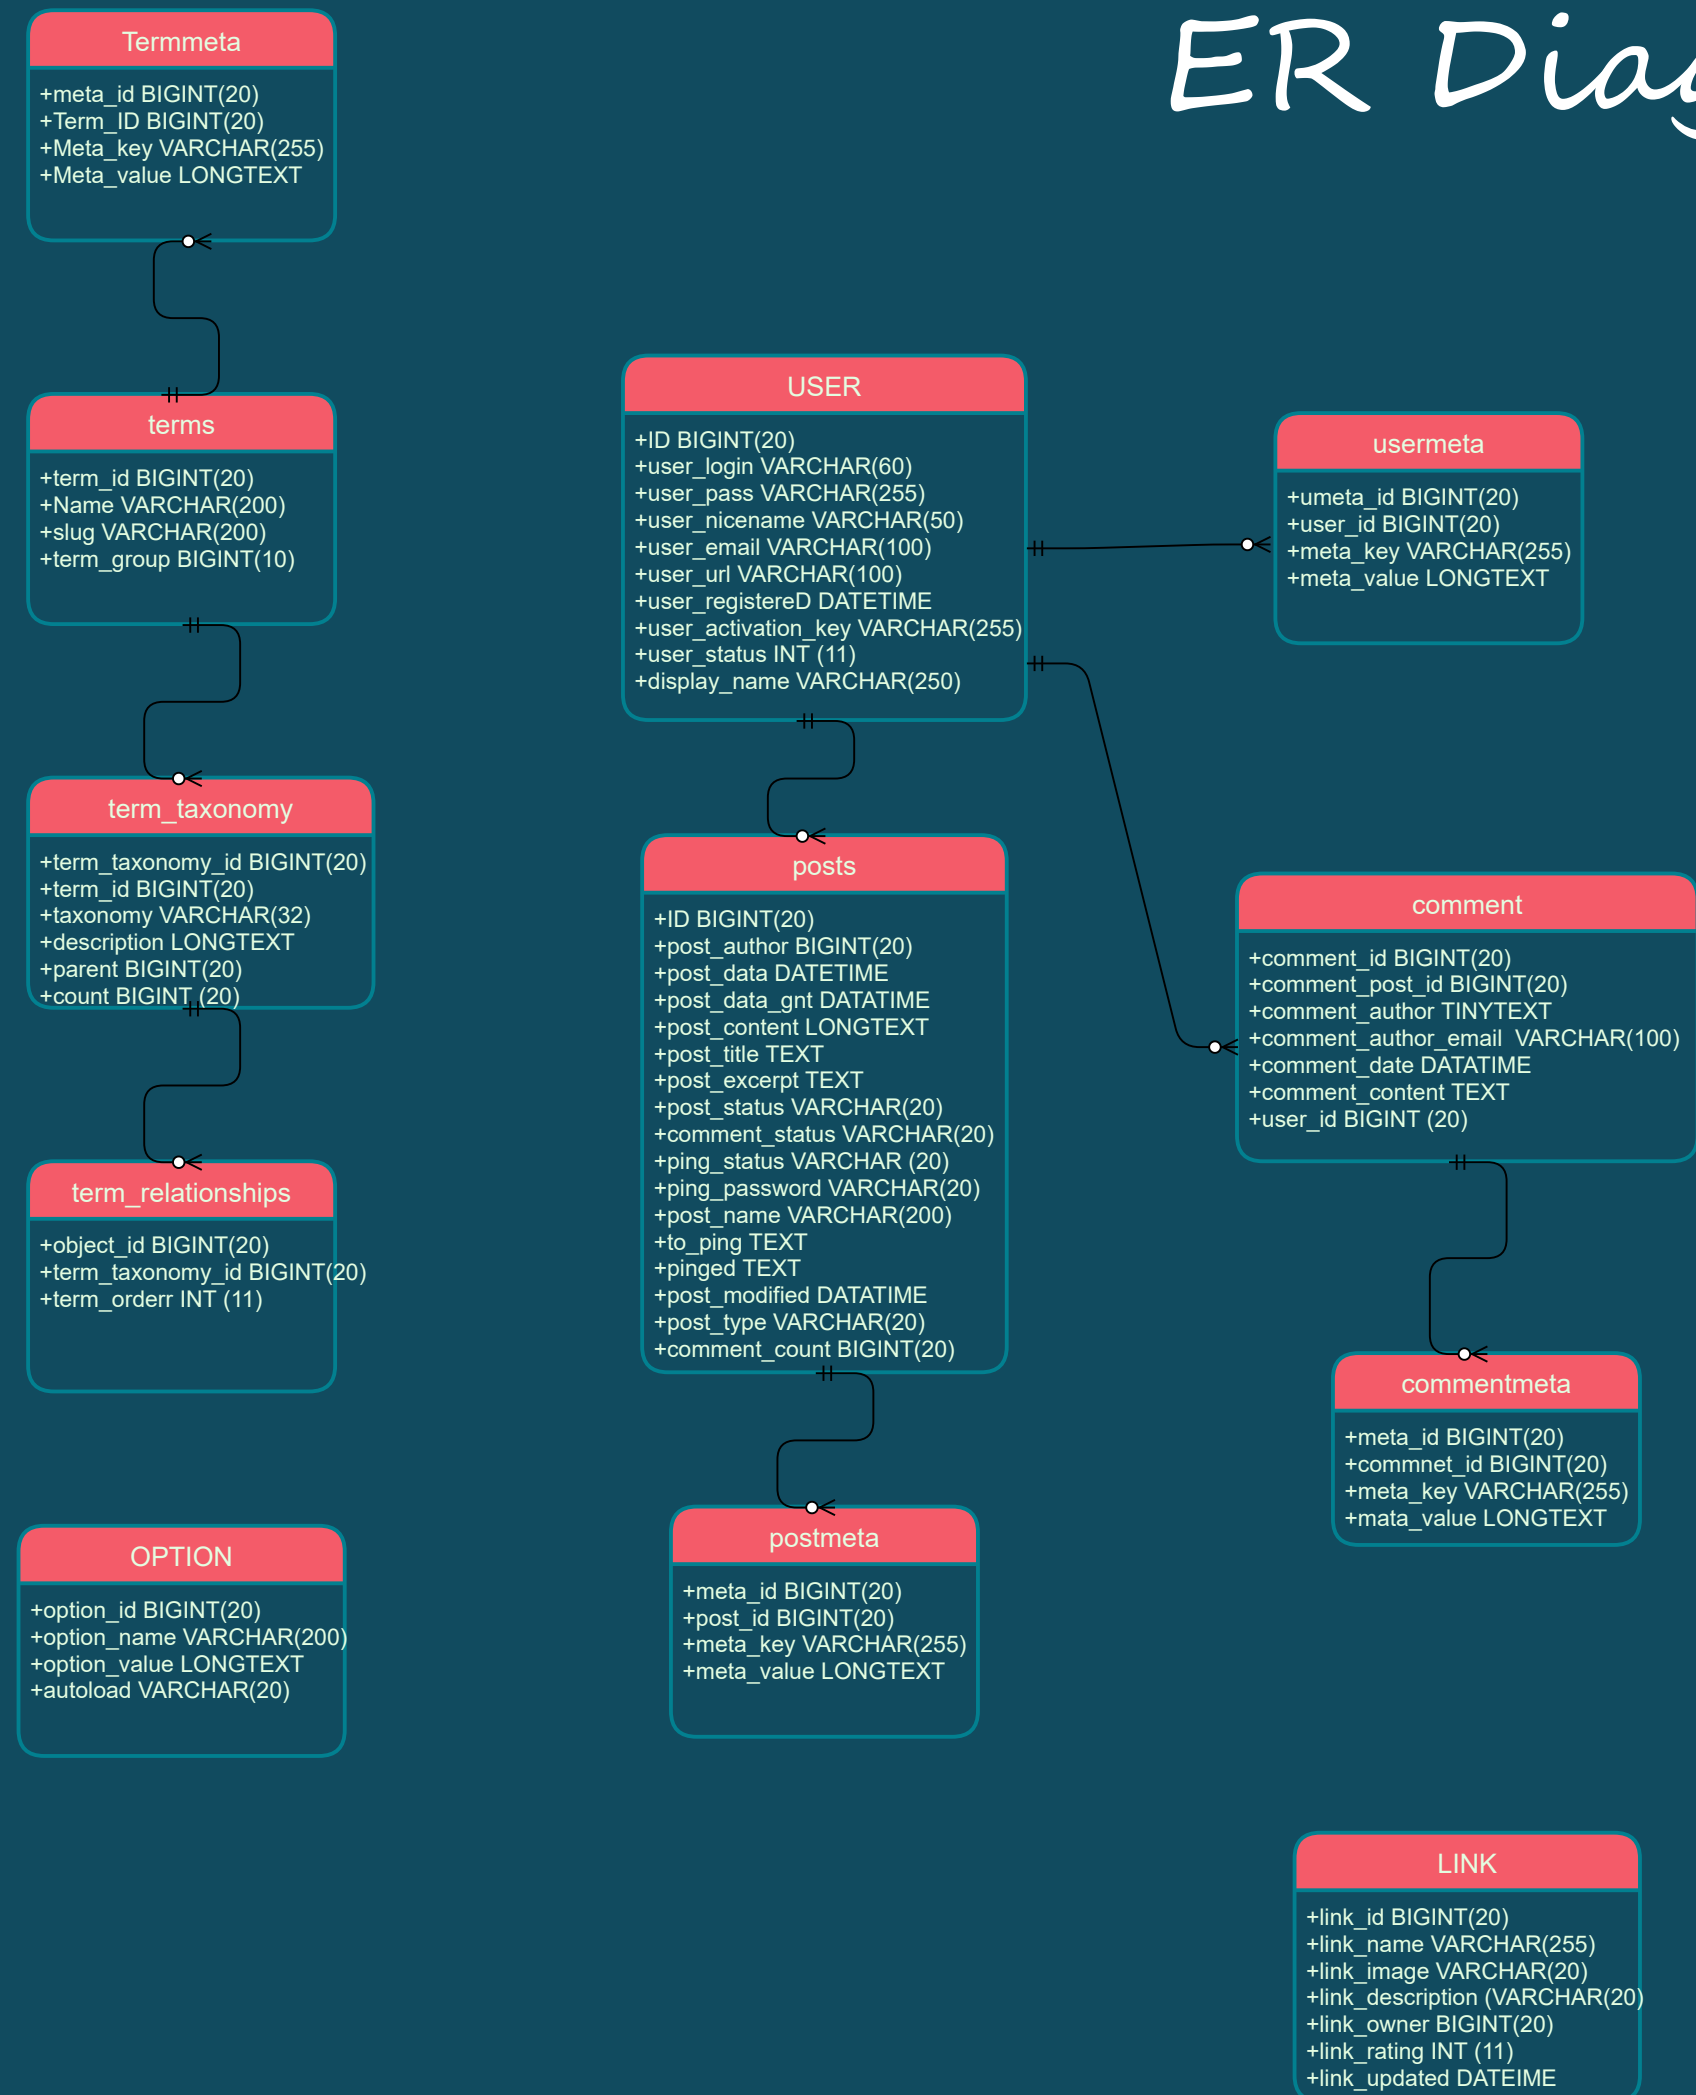 ER Diag
Termmeta
+meta_id BIGINT(20)
+Term_ID BIGINT(20)
+Meta_key VARCHAR(255)
+Meta_value LONGTEXT
terms
+term_id BIGINT(20)
+Name VARCHAR(200)
+slug VARCHAR(200)
+term_group BIGINT(10)
term_taxonomy
+term_taxonomy_id BIGINT(20)
+term_id BIGINT(20)
+taxonomy VARCHAR(32)
+description LONGTEXT
+parent BIGINT(20)
+count BIGINT (20)
term_relationships
+object_id BIGINT(20)
+term_taxonomy_id BIGINT(20)
+term_orderr INT (11)
OPTION
+option_id BIGINT(20)
+option_name VARCHAR(200)
+option_value LONGTEXT
+autoload VARCHAR(20)
USER
+ID BIGINT(20)
+user_login VARCHAR(60)
+user_pass VARCHAR(255)
+user_nicename VARCHAR(50)
+user_email VARCHAR(100)
+user_url VARCHAR(100)
+user_registereD DATETIME
+user_activation_key VARCHAR(255)
+user_status INT (11)
+display_name VARCHAR(250)
posts
+ID BIGINT(20)
+post_author BIGINT(20)
+post_data DATETIME
+post_data_gnt DATATIME
+post_content LONGTEXT
+post_title TEXT
+post_excerpt TEXT
+post_status VARCHAR(20)
+comment_status VARCHAR(20)
+ping_status VARCHAR (20)
+ping_password VARCHAR(20)
+post_name VARCHAR(200)
+to_ping TEXT
+pinged TEXT
+post_modified DATATIME
+post_type VARCHAR(20)
+comment_count BIGINT(20)
postmeta
+meta_id BIGINT(20)
+post_id BIGINT(20)
+meta_key VARCHAR(255)
+meta_value LONGTEXT
usermeta
+umeta_id BIGINT(20)
+user_id BIGINT(20)
+meta_key VARCHAR(255)
+meta_value LONGTEXT
comment
+comment_id BIGINT(20)
+comment_post_id BIGINT(20)
+comment_author TINYTEXT
+comment_author_email  VARCHAR(100)
+comment_date DATATIME
+comment_content TEXT
+user_id BIGINT (20)
commentmeta
+meta_id BIGINT(20)
+commnet_id BIGINT(20)
+meta_key VARCHAR(255)
+mata_value LONGTEXT
LINK
+link_id BIGINT(20)
+link_name VARCHAR(255)
+link_image VARCHAR(20)
+link_description (VARCHAR(20)
+link_owner BIGINT(20)
+link_rating INT (11)
+link_updated DATEIME